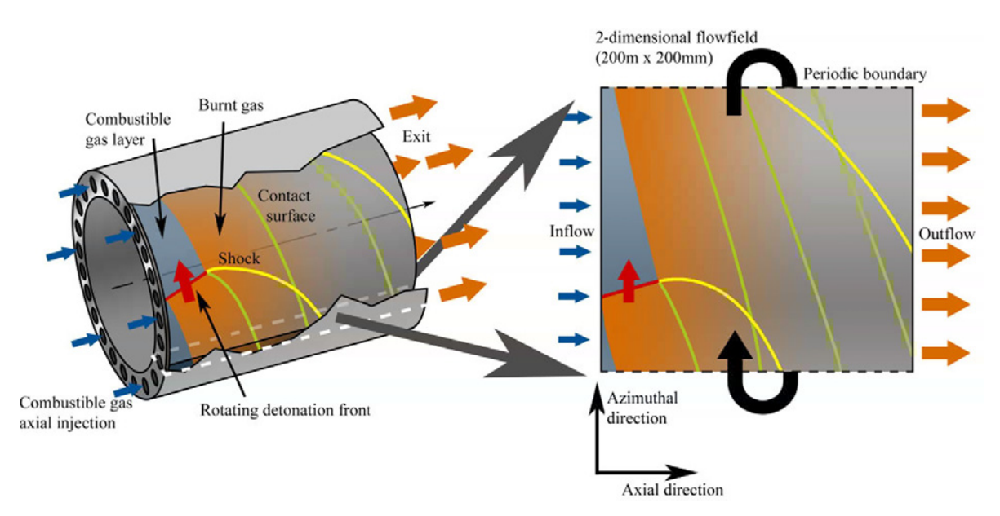 Combustible
gas layer
Burnt gas
Exit
Contact
surface
Shock
Combustible gas
axial injection
Rotating detonation front
2-dimensional flowfield
(200m x 200mm)
Periodic boundary
Inflow
Outflow
Azimuthal
direction
Axial direction